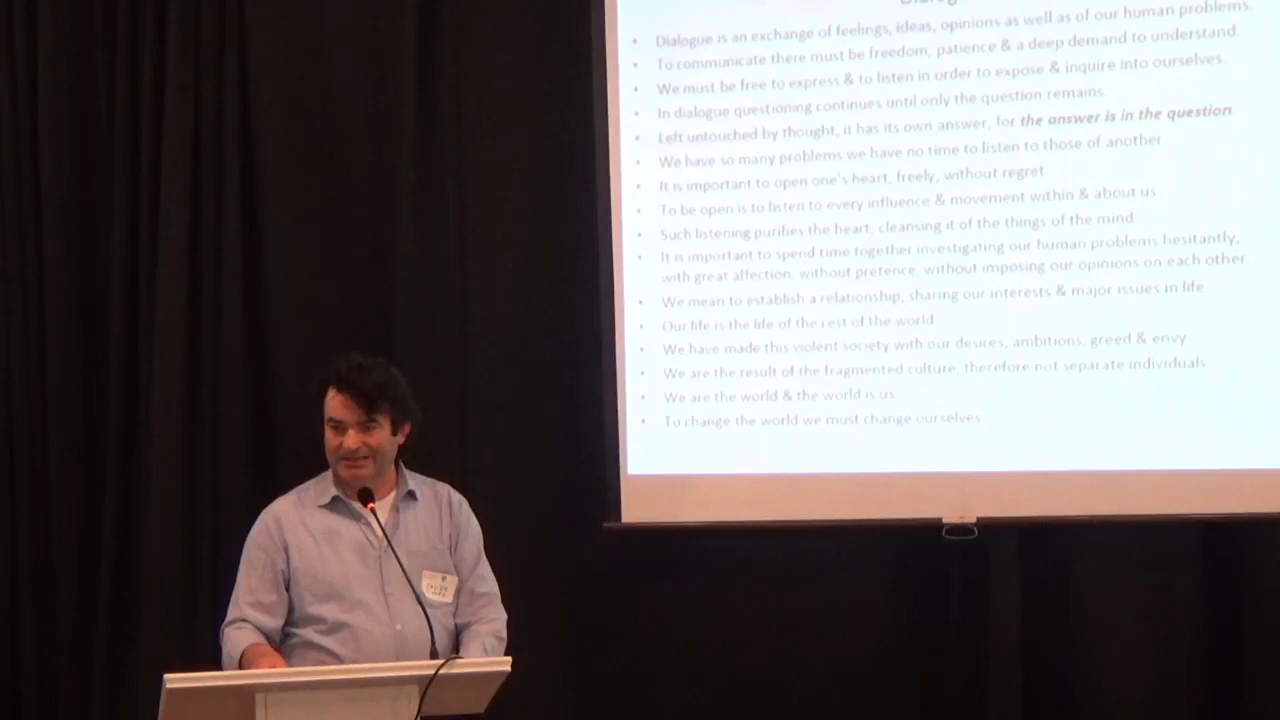 • Dialogue is an exchange of feelings, ideas, opinions as well as of our human problems.
• To communicate there must be freedom, patience & a deep demand to understand.
• We must be free to express & to listen in order to expose & inquire into ourselves.
• In dialogue questioning continues until only the question remains.
• Left untouched by thought, it has its own answer, for the answer is in the question.
• We have so many problems we have no time to listen to those of another.
• It is important to open one's heart, freely, without regret
• To be open is to listen to every influence & movement within & about us
• Such listening purifies the heart, cleansing it of the things of the mind
• It is important to spend time together investigating our human problems hesitantly,
with great affection, without pretence, without imposing our opinions on each other.
• We mean to establish a relationship, sharing our interests & major issues in life
• Our life is the life of the rest of the world
• We have made this violent society with our desires, ambitions, greed & envy
• We are the result of the fragmented culture, therefore not separate individuals
• We are the world & the world is us
• To change the world we must change ourselves